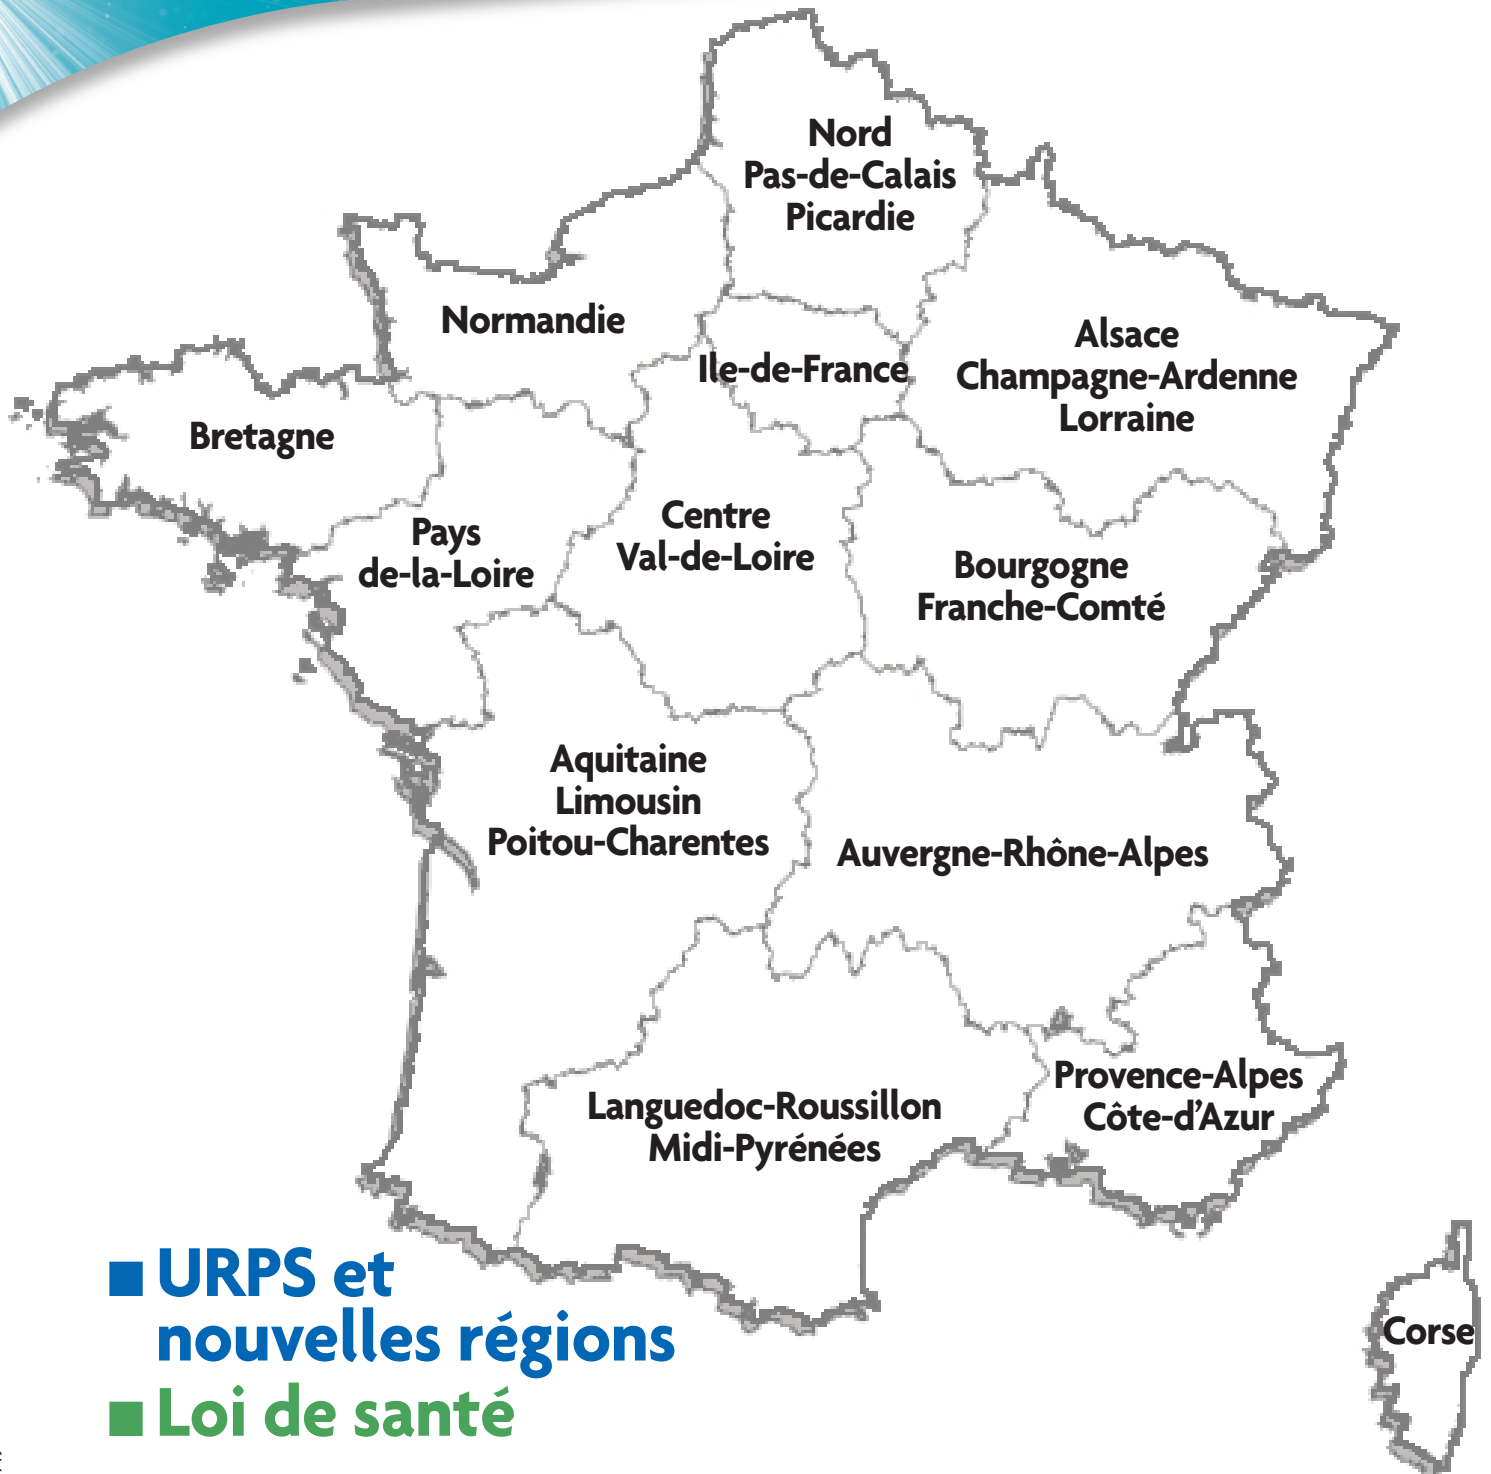 Nord
Pas-de-Calais
Picardie
Normandie
Ile-de-France
Alsace
Champagne-Ardenne
Lorraine
Bretagne
Pays
de-la-Loire
Centre
Val-de-Loire
Bourgogne
Franche-Comté
Aquitaine
Limousin
Poitou-Charentes
Auvergne-Rhône-Alpes
Languedoc-Roussillon
Midi-Pyrénées
Provence-Alpes
Côte-d'Azur
Corse
URPS et
nouvelles régions
Loi de santé